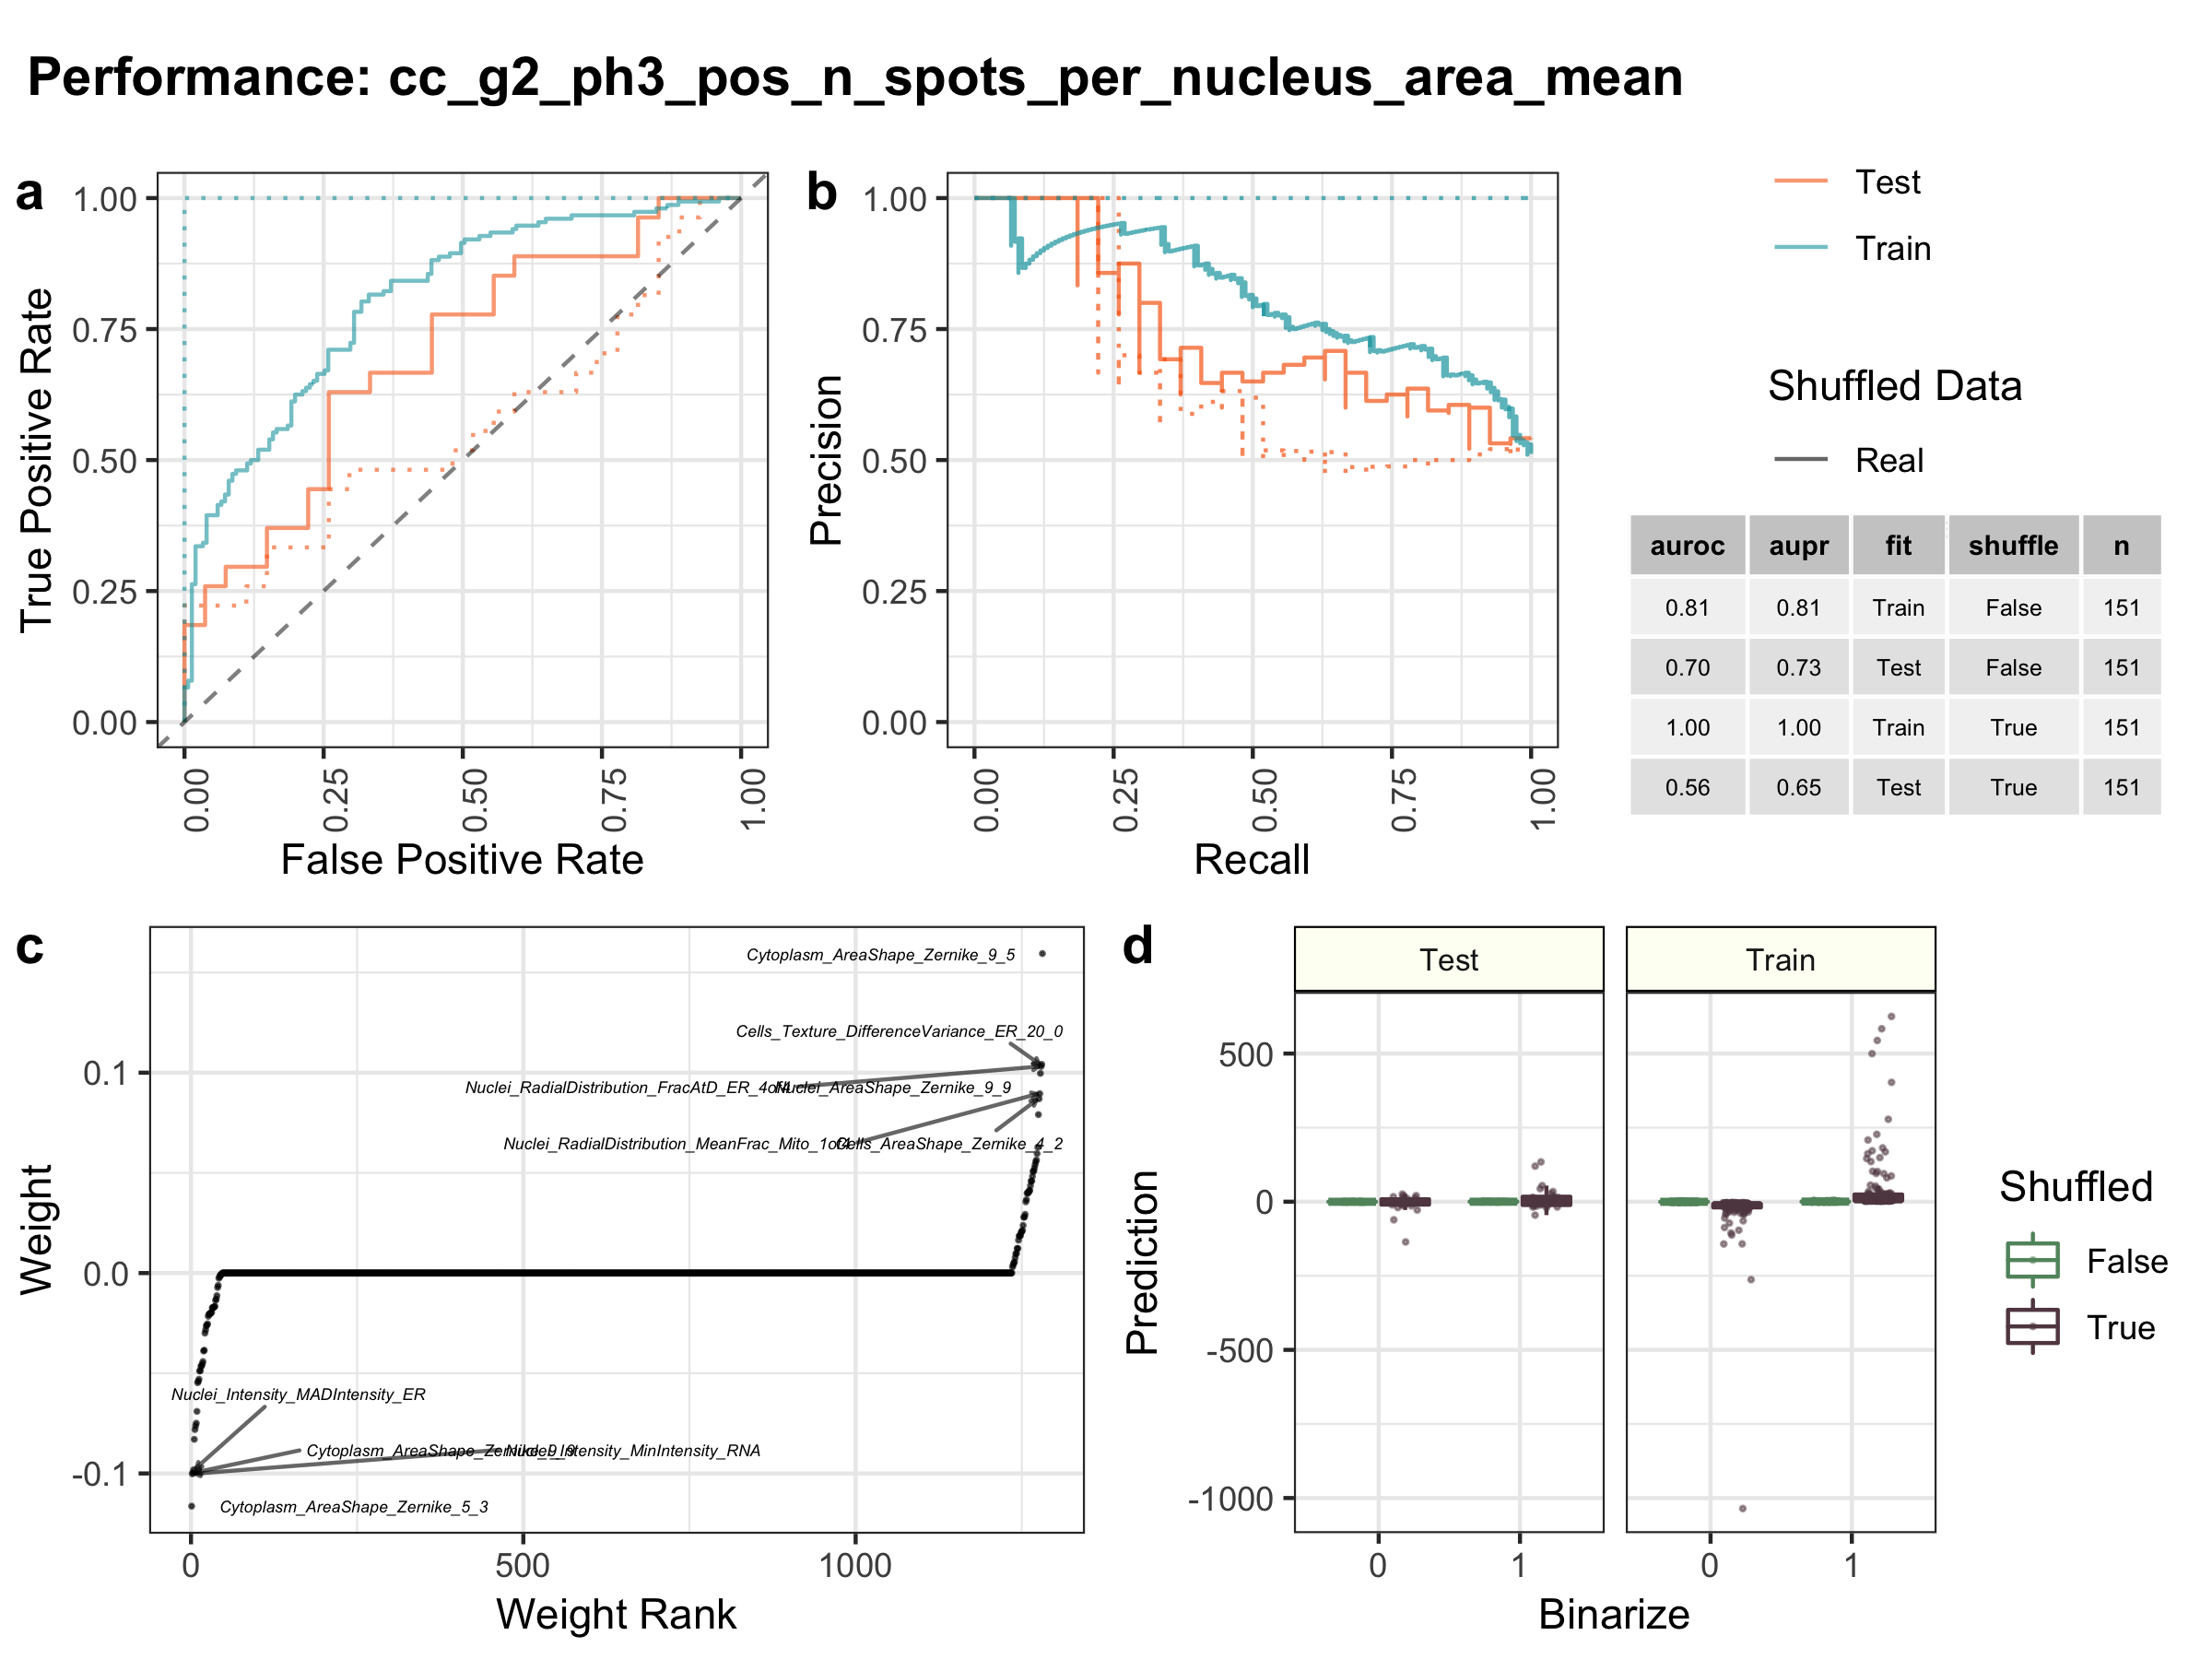 Performance: cc_g2_ph3_pos_n_spots_per_nucleus_area_mean
a
True Positive Rate
1.00
0.75
0.50
0.25
0.00
0.00 0.25 0.50 0.75 1.00
False Positive Rate
b
Precision
1.00
0.75
0.50
0.25
0.00
0.00 0.25 0.50 0.75 1.00
Recall
Test
Train
Shuffled Data
Real
auroc aupr fit shuffle n
0.81 0.81 Train False 151
0.70 0.73 Test False 151
1.00 1.00 Train True 151
0.56 0.65 Test True 151
c
Weight
0.1
0.0
-0.1
Cytoplasm_AreaShape_Zernike_9_5
Cells_Texture_DifferenceVariance_ER_20_0
Nuclei_RadialDistribution_FracAtD_ER_4of4
Nuclei_AreaShape_Zernike_9_9
Nuclei_RadialDistribution_MeanFrac_Mito_1of4
Cells_AreaShape_Zernike_4_2
Nuclei_Intensity_MADIntensity_ER
Cytoplasm_AreaShape_Zernike_9_9
Nuclei_Intensity_MinIntensity_RNA
Cytoplasm_AreaShape_Zernike_5_3
0 500 1000
Weight Rank
d
Test Train
Prediction
500
0
-500
-1000
0 1 0 1
Binarize
Shuffled
False
True